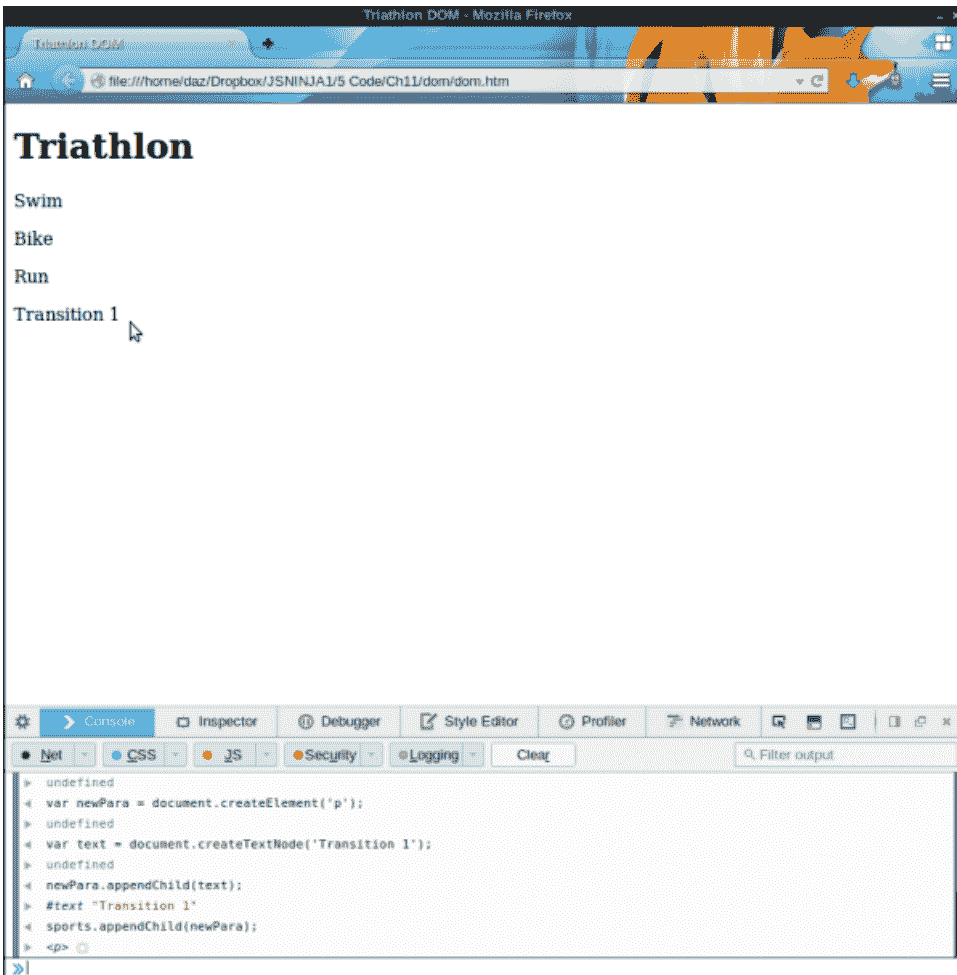 Triathlon DOM - Mozilla Firefox
Triathlon DOM
file:///home/daz/Dropbox/JSNINJA1/5 Code/Ch11/dom/dom.htm
Triathlon
Swim
Bike
Run
Transition 1
Console Inspector Debugger Style Editor Profiler Network
Net CSS JS Security Logging Clear Filter output
undefined
var newPara = document.createElement('p');
undefined
var text = document.createTextNode('Transition 1');
undefined
newPara.appendChild(text);
#text "Transition 1"
sports.appendChild(newPara);
<p>